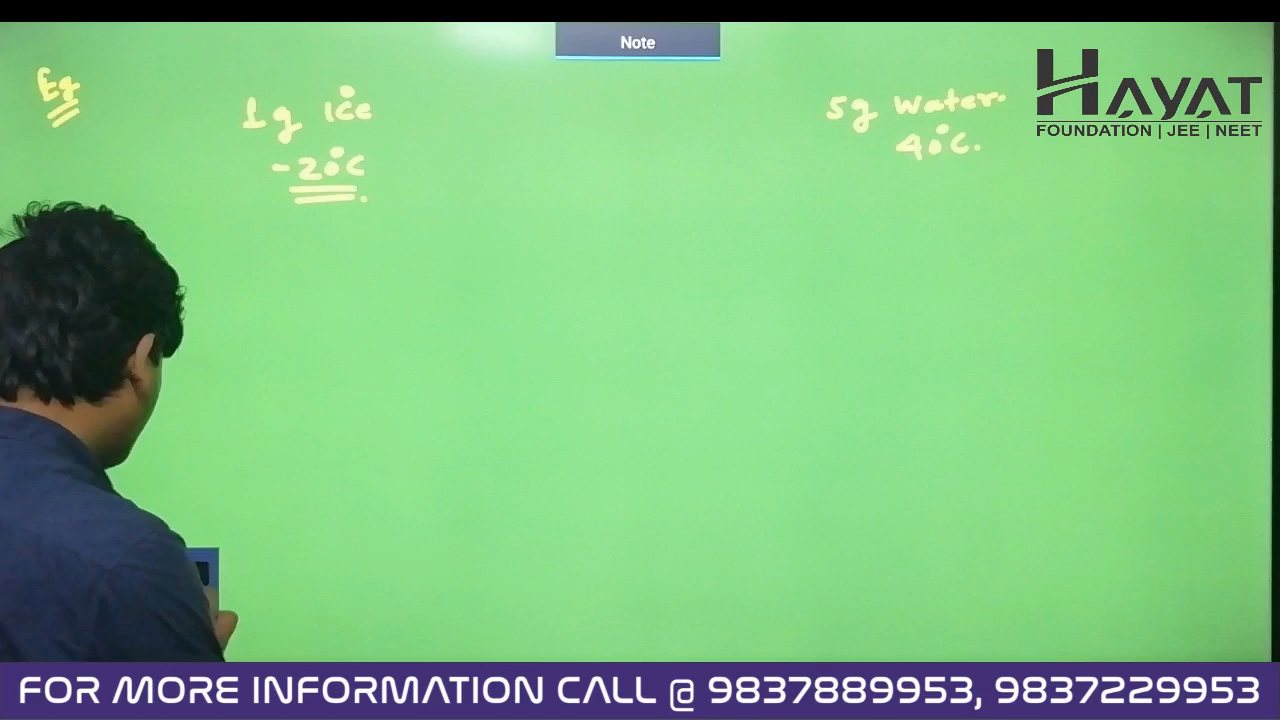 Note
Eg
1g ice
-20°C
5g water.
40°C.
HAYAT
FOUNDATION | JEE | NEET
FOR MORE INFORMATION CALL @ 9837889953, 9837229953